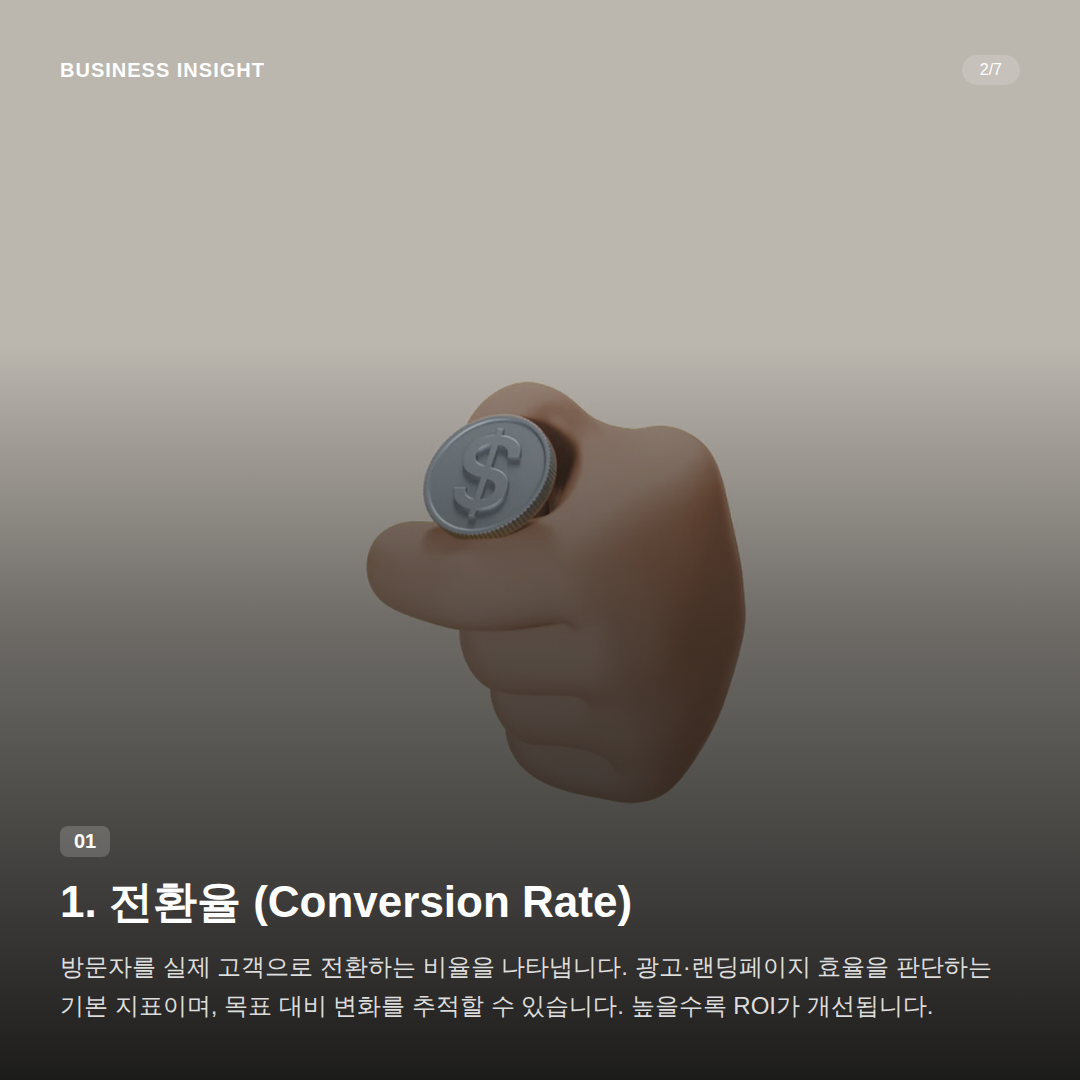 BUSINESS INSIGHT
2/7
$
01
1. 전환율 (Conversion Rate)
방문자를 실제 고객으로 전환하는 비율을 나타냅니다. 광고·랜딩페이지 효율을 판단하는
기본 지표이며, 목표 대비 변화를 추적할 수 있습니다. 높을수록 ROI가 개선됩니다.